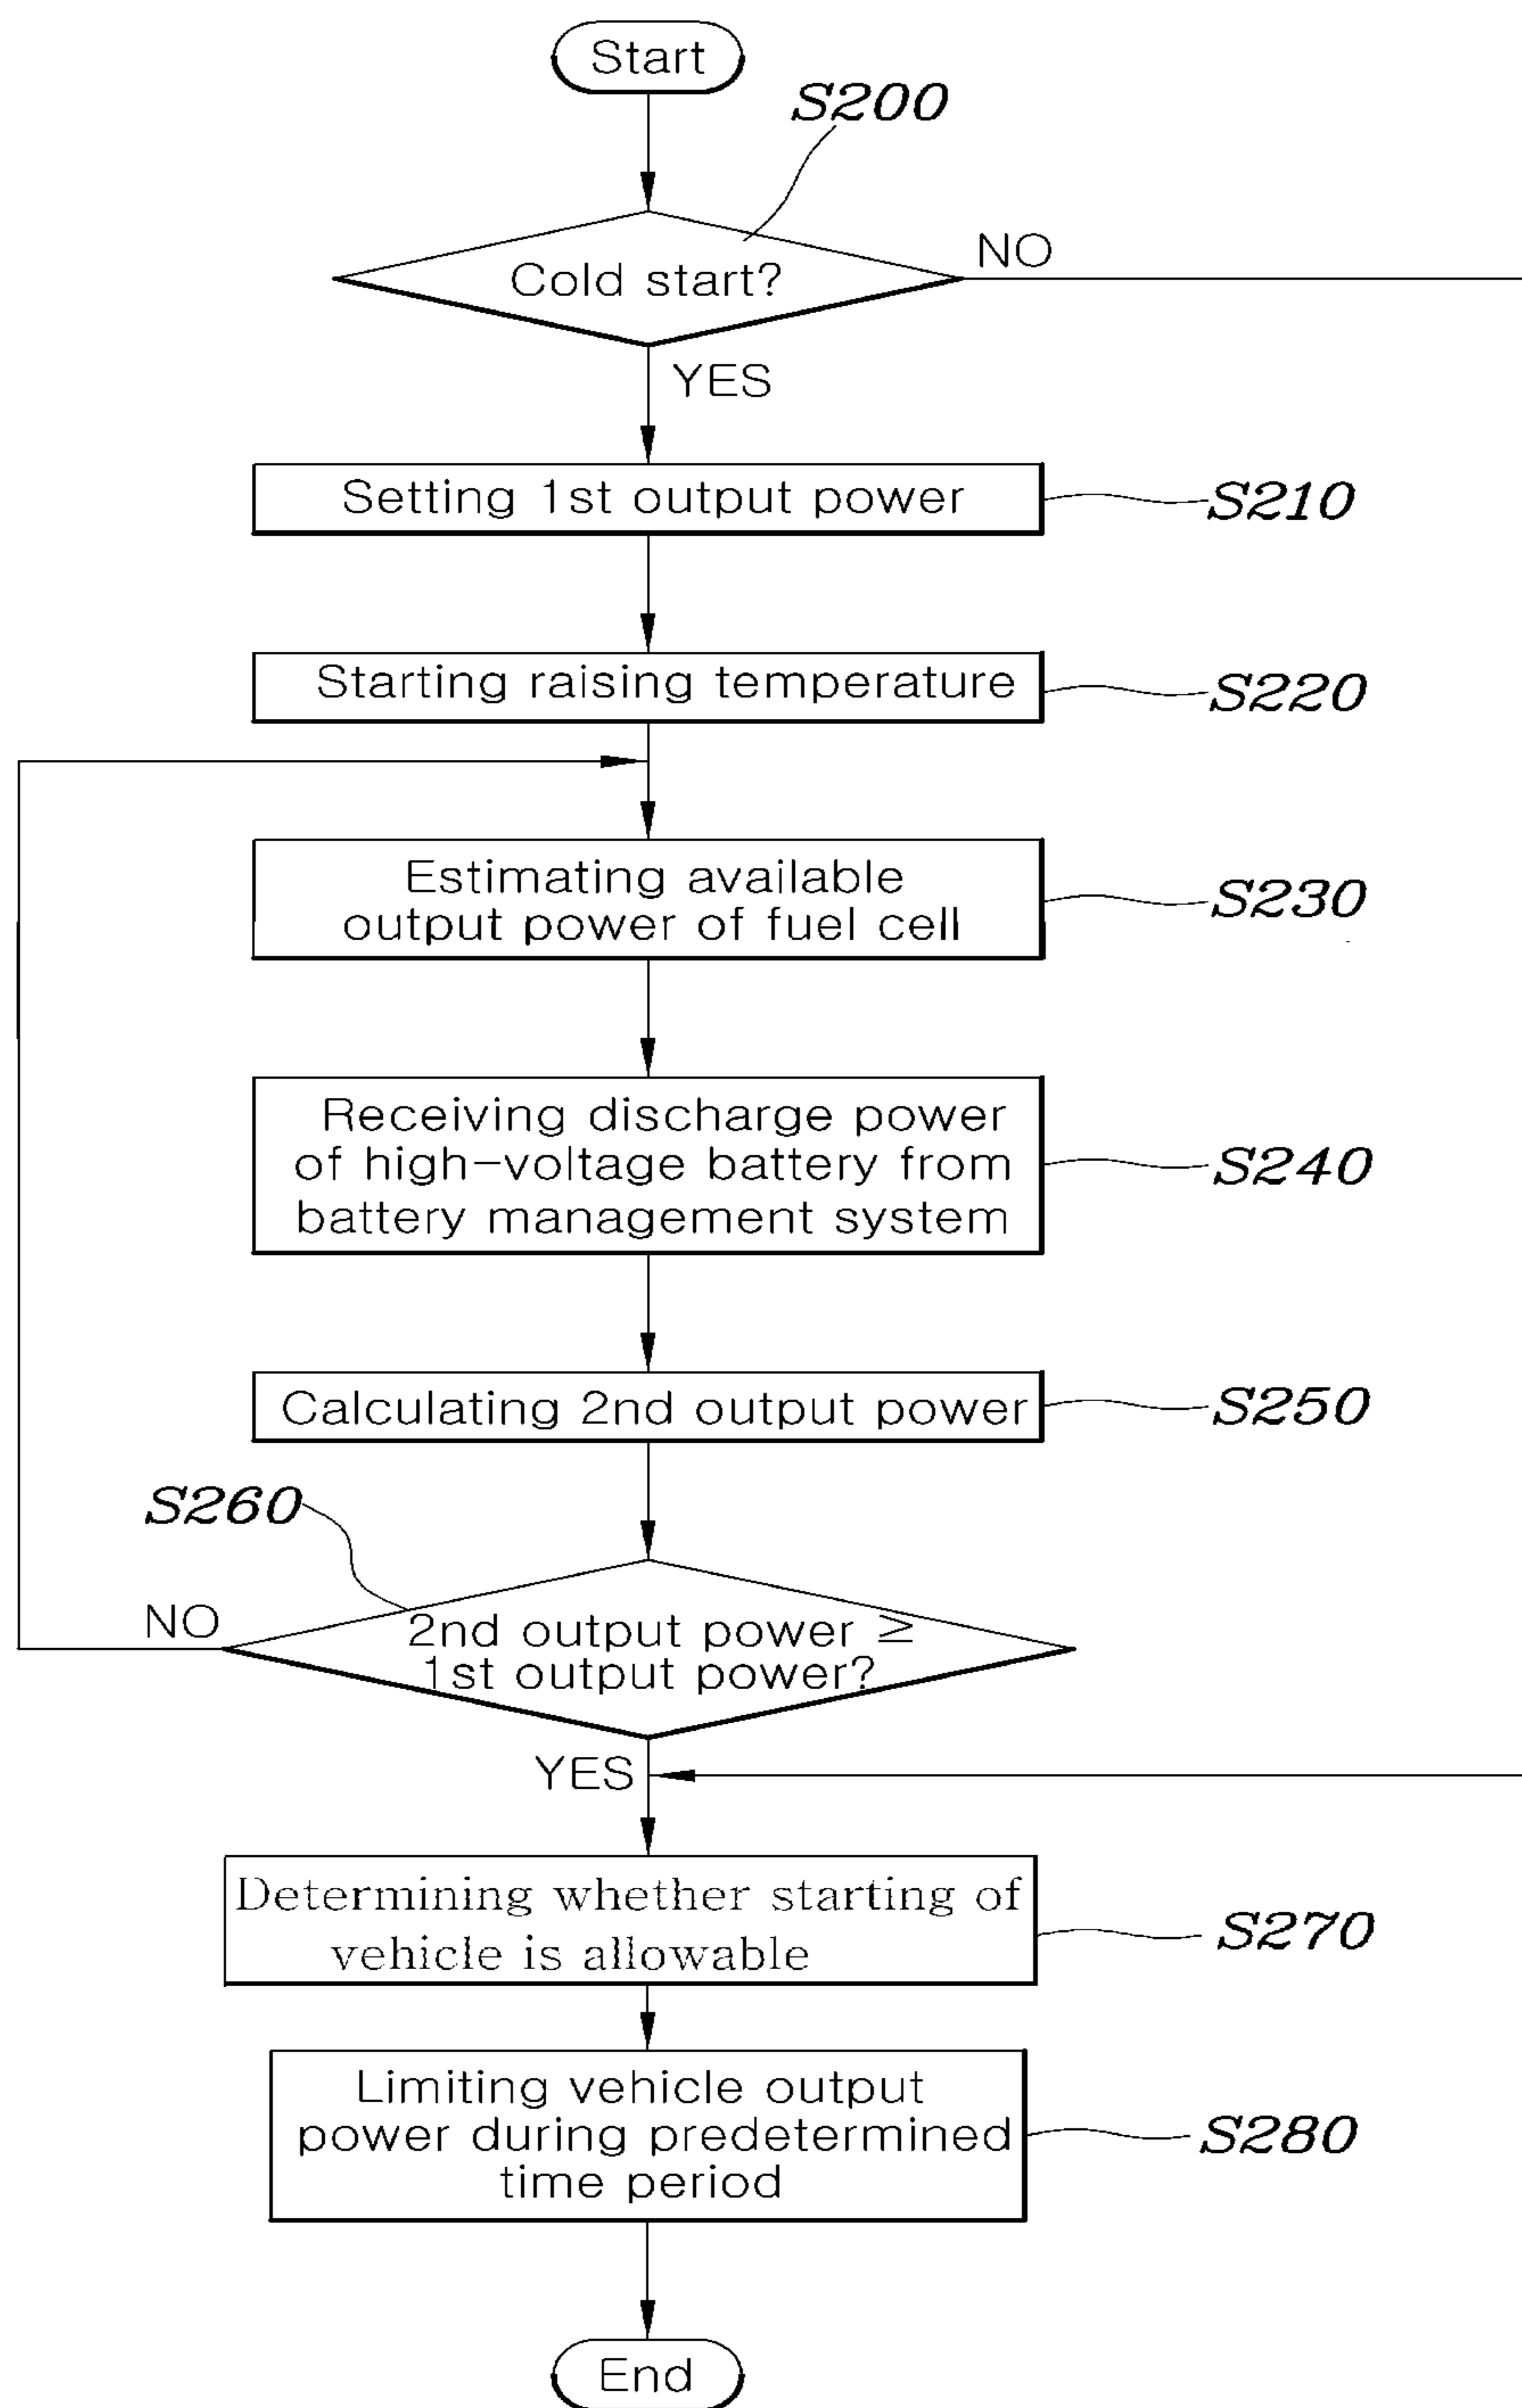 Start
S200
Cold start?
NO
YES
Setting 1st output power
S210
Starting raising temperature
S220
Estimating available
output power of fuel cell
S230
Receiving discharge power
of high-voltage battery from
battery management system
S240
Calculating 2nd output power
S250
S260
NO
2nd output power ≥
1st output power?
YES
Determining whether starting of
vehicle is allowable
S270
Limiting vehicle output
power during predetermined
time period
S280
End